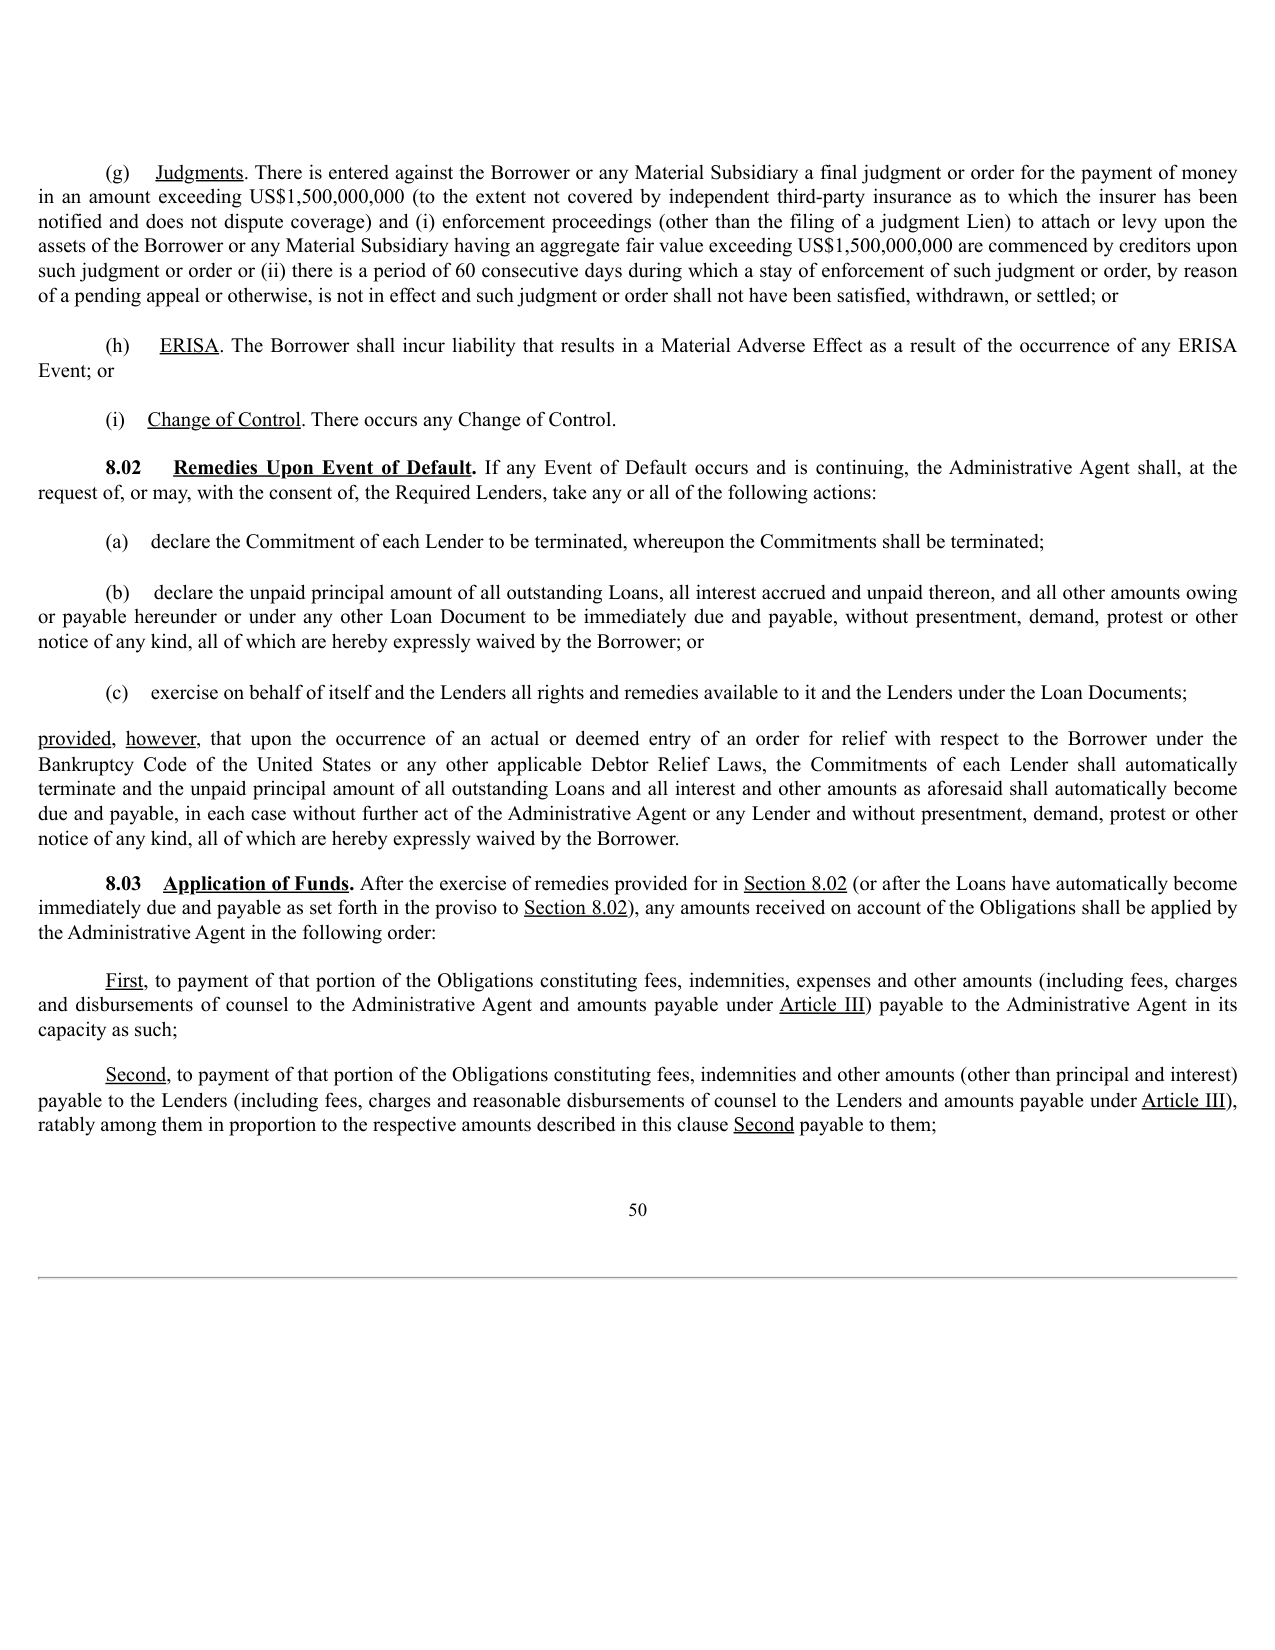 (g) Judgments. There is entered against the Borrower or any Material Subsidiary a final judgment or order for the payment of money
in an amount exceeding US$1,500,000,000 (to the extent not covered by independent third-party insurance as to which the insurer has been
notified and does not dispute coverage) and (i) enforcement proceedings (other than the filing of a judgment Lien) to attach or levy upon the
assets of the Borrower or any Material Subsidiary having an aggregate fair value exceeding US$1,500,000,000 are commenced by creditors upon
such judgment or order or (ii) there is a period of 60 consecutive days during which a stay of enforcement of such judgment or order, by reason
of a pending appeal or otherwise, is not in effect and such judgment or order shall not have been satisfied, withdrawn, or settled; or
(h) ERISA. The Borrower shall incur liability that results in a Material Adverse Effect as a result of the occurrence of any ERISA
Event; or
(i) Change of Control. There occurs any Change of Control.
8.02 Remedies Upon Event of Default. If any Event of Default occurs and is continuing, the Administrative Agent shall, at the
request of, or may, with the consent of, the Required Lenders, take any or all of the following actions:
(a) declare the Commitment of each Lender to be terminated, whereupon the Commitments shall be terminated;
(b) declare the unpaid principal amount of all outstanding Loans, all interest accrued and unpaid thereon, and all other amounts owing
or payable hereunder or under any other Loan Document to be immediately due and payable, without presentment, demand, protest or other
notice of any kind, all of which are hereby expressly waived by the Borrower; or
(c) exercise on behalf of itself and the Lenders all rights and remedies available to it and the Lenders under the Loan Documents;
provided, however, that upon the occurrence of an actual or deemed entry of an order for relief with respect to the Borrower under the
Bankruptcy Code of the United States or any other applicable Debtor Relief Laws, the Commitments of each Lender shall automatically
terminate and the unpaid principal amount of all outstanding Loans and all interest and other amounts as aforesaid shall automatically become
due and payable, in each case without further act of the Administrative Agent or any Lender and without presentment, demand, protest or other
notice of any kind, all of which are hereby expressly waived by the Borrower.
8.03 Application of Funds. After the exercise of remedies provided for in Section 8.02 (or after the Loans have automatically become
immediately due and payable as set forth in the proviso to Section 8.02), any amounts received on account of the Obligations shall be applied by
the Administrative Agent in the following order:
First, to payment of that portion of the Obligations constituting fees, indemnities, expenses and other amounts (including fees, charges
and disbursements of counsel to the Administrative Agent and amounts payable under Article III) payable to the Administrative Agent in its
capacity as such;
Second, to payment of that portion of the Obligations constituting fees, indemnities and other amounts (other than principal and interest)
payable to the Lenders (including fees, charges and reasonable disbursements of counsel to the Lenders and amounts payable under Article III),
ratably among them in proportion to the respective amounts described in this clause Second payable to them;
50